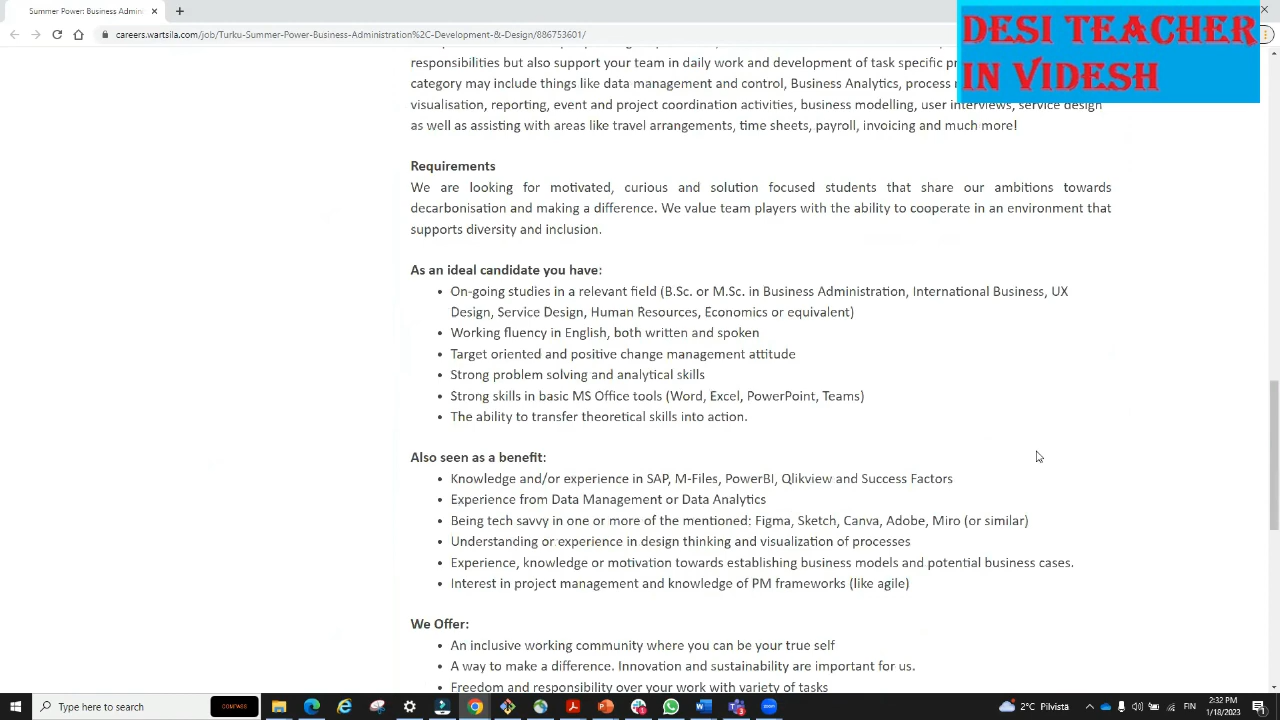 Summer Power: Business Admini
careers.wartsila.com/job/Turku-Summer-Power-Business-Administration%2C-Development-&-Design/886753601/
DESI TEACHER
IN VIDESH
responsibilities but also support your team in daily work and development of task specific
category may include things like data management and control, Business Analytics, process
visualisation, reporting, event and project coordination activities, business modelling, user interviews, service design
as well as assisting with areas like travel arrangements, time sheets, payroll, invoicing and much more!
Requirements
We are looking for motivated, curious and solution focused students that share our ambitions towards
decarbonisation and making a difference. We value team players with the ability to cooperate in an environment that
supports diversity and inclusion.
As an ideal candidate you have:
• On-going studies in a relevant field (B.Sc. or M.Sc. in Business Administration, International Business, UX
Design, Service Design, Human Resources, Economics or equivalent)
• Working fluency in English, both written and spoken
• Target oriented and positive change management attitude
• Strong problem solving and analytical skills
• Strong skills in basic MS Office tools (Word, Excel, PowerPoint, Teams)
• The ability to transfer theoretical skills into action.
Also seen as a benefit:
• Knowledge and/or experience in SAP, M-Files, PowerBI, Qlikview and Success Factors
• Experience from Data Management or Data Analytics
• Being tech savvy in one or more of the mentioned: Figma, Sketch, Canva, Adobe, Miro (or similar)
• Understanding or experience in design thinking and visualization of processes
• Experience, knowledge or motivation towards establishing business models and potential business cases.
• Interest in project management and knowledge of PM frameworks (like agile)
We Offer:
• An inclusive working community where you can be your true self
• A way to make a difference. Innovation and sustainability are important for us.
• Freedom and responsibility over your work with variety of tasks
Type here to search
COMPASS
2°C Pilvistä
FIN
2:32 PM
1/18/2023